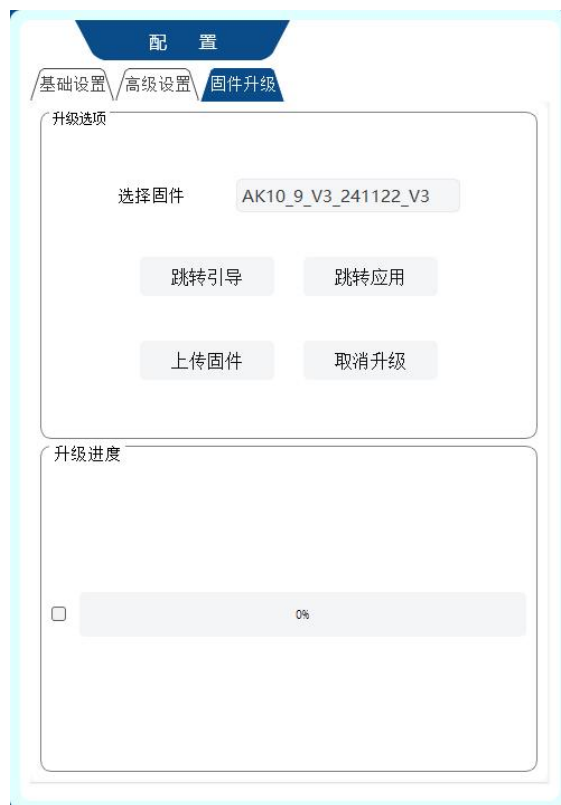 配 置
基础设置 高级设置 固件升级
升级选项
选择固件 AK10_9_V3_241122_V3
跳转引导 跳转应用
上传固件 取消升级
升级进度
0%